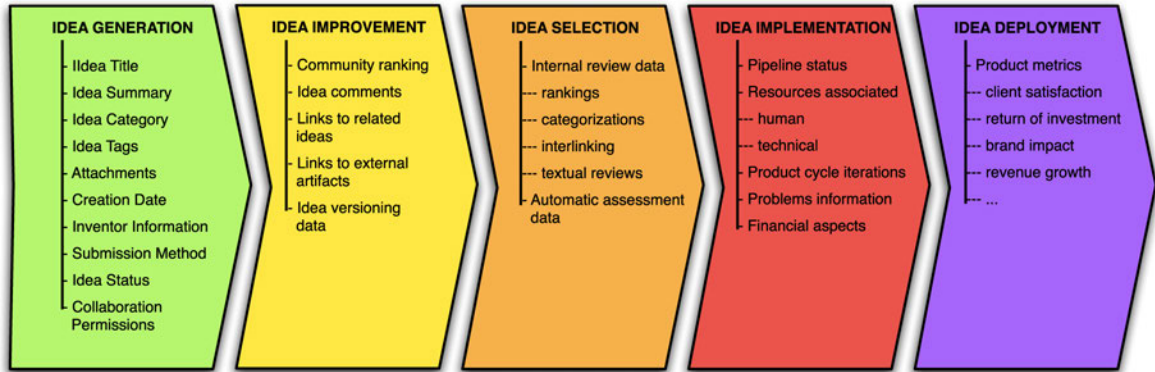 IDEA GENERATION
IIdea Title
Idea Summary
Idea Category
Idea Tags
Attachments
Creation Date
Inventor Information
Submission Method
Idea Status
Collaboration
Permissions
IDEA IMPROVEMENT
Community ranking
Idea comments
Links to related
ideas
Links to external
artifacts
Idea versioning
data
IDEA SELECTION
Internal review data
--- rankings
--- categorizations
--- interlinking
--- textual reviews
Automatic assessment
data
IDEA IMPLEMENTATION
Pipeline status
Resources associated
--- human
--- technical
Product cycle iterations
Problems information
Financial aspects
IDEA DEPLOYMENT
Product metrics
--- client satisfaction
--- return of investment
--- brand impact
--- revenue growth
--- ...